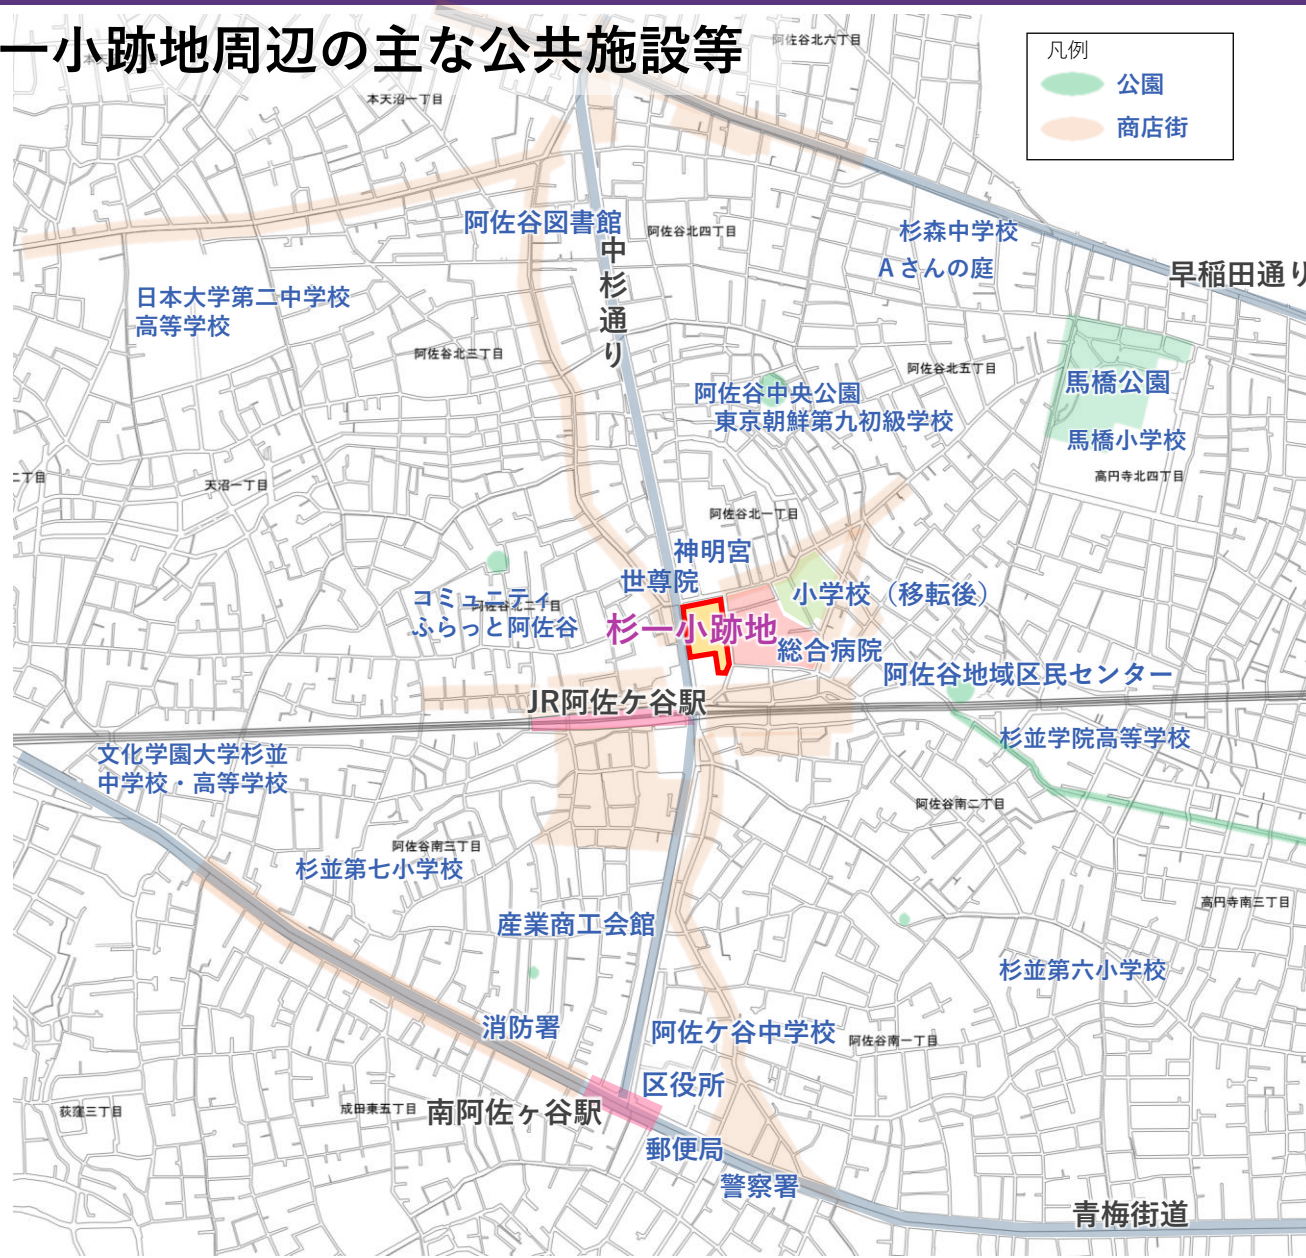 一小跡地周辺の主な公共施設等
阿佐谷北六丁目
凡例
公園
商店街
本天沼一丁目
阿佐谷図書館
阿佐谷北四丁目
杉森中学校
Aさんの庭
中杉通り
早稲田通り
日本大学第二中学校
高等学校
阿佐谷北三丁目
阿佐谷北五丁目
馬橋公園
阿佐谷中央公園
東京朝鮮第九初級学校
馬橋小学校
高円寺北四丁目
二丁目
天沼一丁目
阿佐谷北一丁目
神明宮
世尊院
小学校（移転後）
コミュニティ
ふらっと阿佐谷
阿佐谷北二丁目
杉一小跡地
総合病院
阿佐谷地域区民センター
JR阿佐ケ谷駅
杉並学院高等学校
文化学園大学杉並
中学校・高等学校
阿佐谷南二丁目
阿佐谷南三丁目
杉並第七小学校
高円寺南三丁目
産業商工会館
杉並第六小学校
消防署
阿佐ケ谷中学校
阿佐谷南一丁目
区役所
荻窪三丁目
成田東五丁目
南阿佐ヶ谷駅
郵便局
警察署
青梅街道